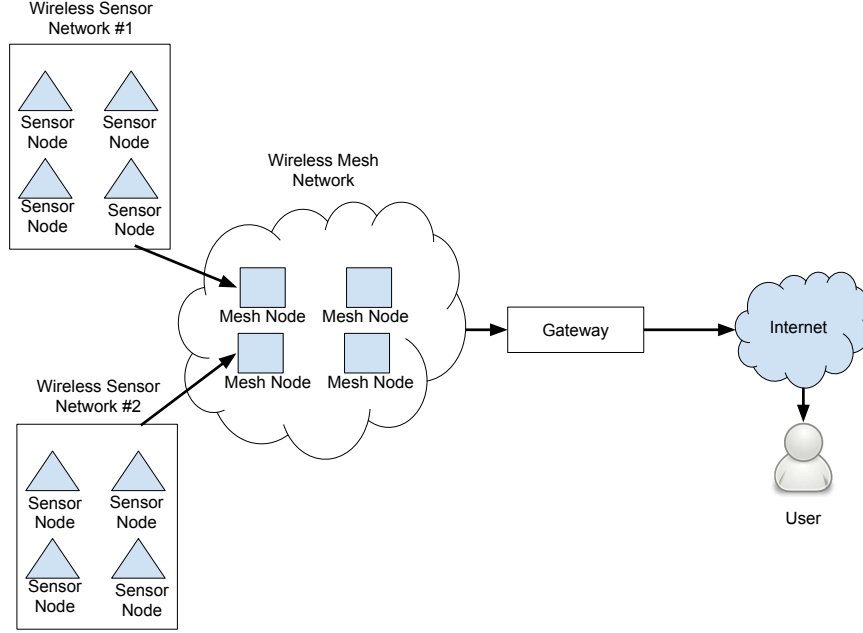 Wireless Sensor
Network #1
Sensor
Node
Sensor
Node
Sensor
Node
Sensor
Node
Wireless Mesh
Network
Mesh Node
Mesh Node
Mesh Node
Mesh Node
Gateway
Internet
User
Wireless Sensor
Network #2
Sensor
Node
Sensor
Node
Sensor
Node
Sensor
Node